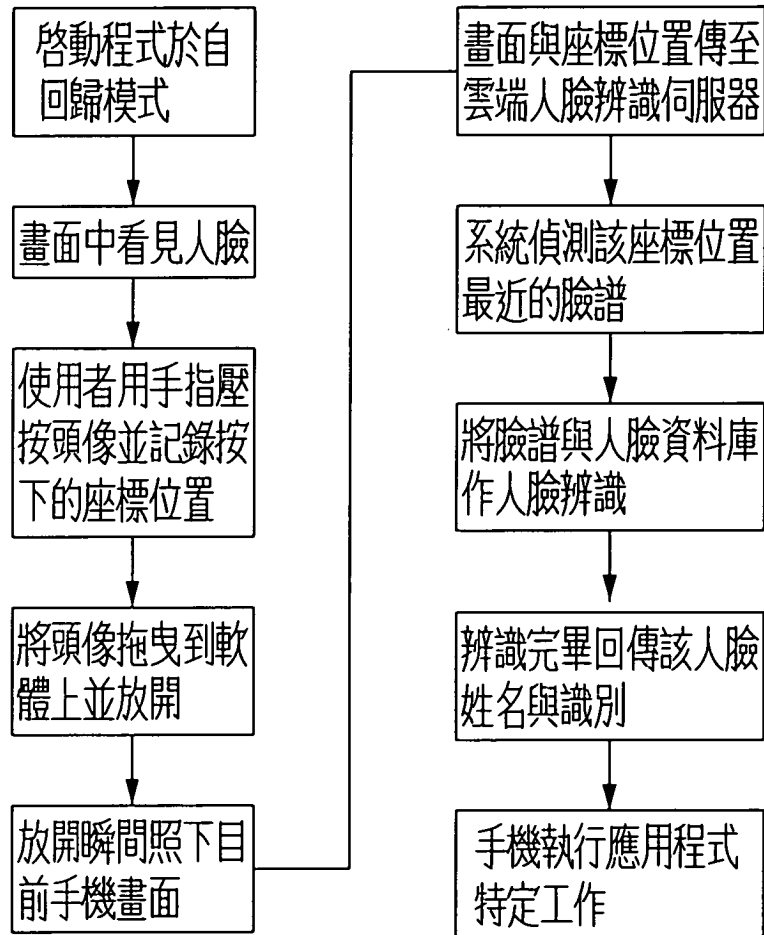 啓動程式於自
回歸模式
畫面中看見人臉
使用者用手指壓
按頭像並記錄按
下的座標位置
將頭像拖曳到軟
體上並放開
放開瞬間照下目
前手機畫面
畫面與座標位置傳至
雲端人臉辨識伺服器
系統偵測該座標位置
最近的臉譜
將臉譜與人臉資料庫
作人臉辨識
辨識完畢回傳該人臉
姓名與識別
手機執行應用程式
特定工作